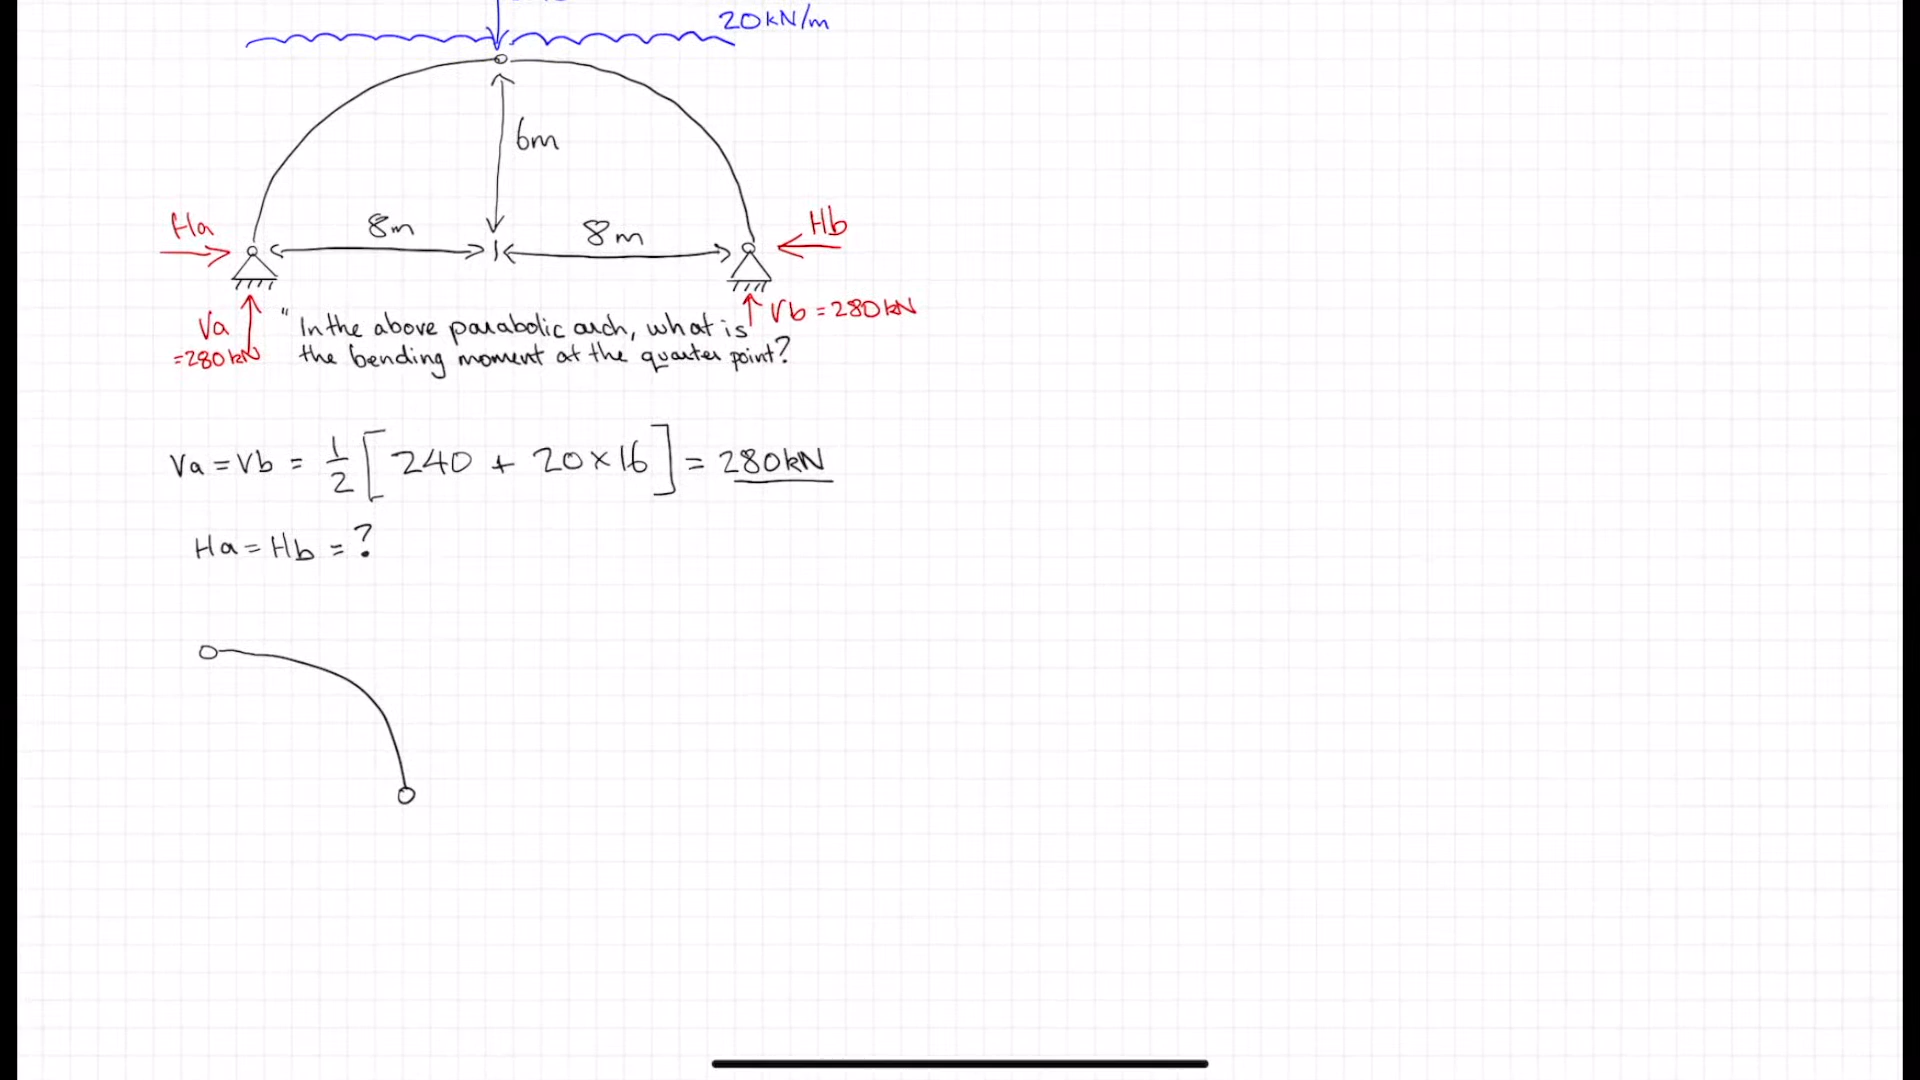 20kN/m
6m
8m
8m
Ha
Hb
Va
=280kN
Vb = 280kN
"In the above parabolic arch, what is
the bending moment at the quarter point?
Va = Vb = 1/2 [240 + 20×16] = 280kN
Ha = Hb = ?